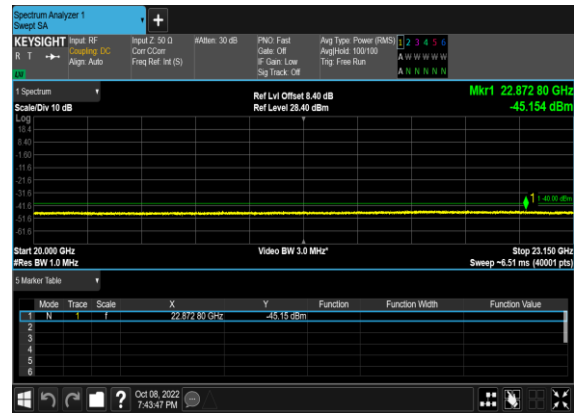 Spectrum Analyzer 1
Swept SA
KEYSIGHT Input: RF Input Z: 50 Ω #Atten: 30 dB PNO: Fast Avg Type: Power (RMS) 1 2 3 4 5 6
R T Coupling: DC Corr CCorr Gate: Off Avg|Hold: 100/100 A W W W W W
Align: Auto Freq Ref: Int (S) IF Gain: Low Trig: Free Run
Sig Track: Off A N N N N N
1 Spectrum Ref Lvl Offset 8.40 dB Mkr1 22.872 80 GHz
Scale/Div 10 dB Ref Level 28.40 dBm -45.154 dBm
Log
18.4
8.40
-1.60
-11.6
-21.6
-31.6
1 -40.00 dBm
-41.6
-51.6
-61.6
Start 20.000 GHz Video BW 3.0 MHz* Stop 23.150 GHz
#Res BW 1.0 MHz Sweep ~6.51 ms (40001 pts)
5 Marker Table
Mode Trace Scale X Y Function Function Width Function Value
1 N 1 f 22.872 80 GHz -45.15 dBm
2
3
4
5
6
Oct 08, 2022
7:43:47 PM